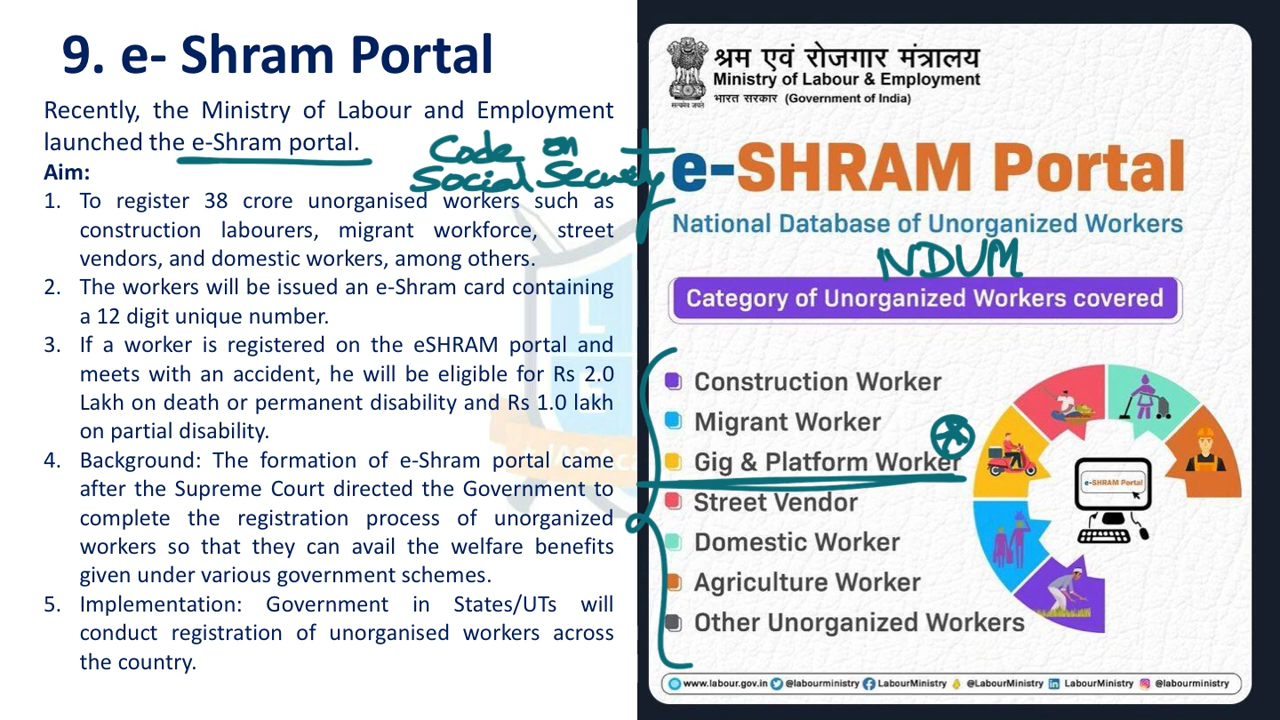 9. e- Shram Portal
Recently, the Ministry of Labour and Employment
launched the e-Shram portal.
Code on
Social Security
Aim:
1. To register 38 crore unorganised workers such as
construction labourers, migrant workforce, street
vendors, and domestic workers, among others.
2. The workers will be issued an e-Shram card containing
a 12 digit unique number.
3. If a worker is registered on the eSHRAM portal and
meets with an accident, he will be eligible for Rs 2.0
Lakh on death or permanent disability and Rs 1.0 lakh
on partial disability.
4. Background: The formation of e-Shram portal came
after the Supreme Court directed the Government to
complete the registration process of unorganized
workers so that they can avail the welfare benefits
given under various government schemes.
5. Implementation: Government in States/UTs will
conduct registration of unorganised workers across
the country.
श्रम एवं रोजगार मंत्रालय
Ministry of Labour & Employment
भारत सरकार (Government of India)
सत्यमेव जयते
e-SHRAM Portal
National Database of Unorganized Workers
NDUM
Category of Unorganized Workers covered
Construction Worker
Migrant Worker
Gig & Platform Worker
Street Vendor
Domestic Worker
Agriculture Worker
Other Unorganized Workers
e-SHRAM Portal
www.labour.gov.in @labourministry LabourMinistry @LabourMinistry LabourMinistry @labourministry